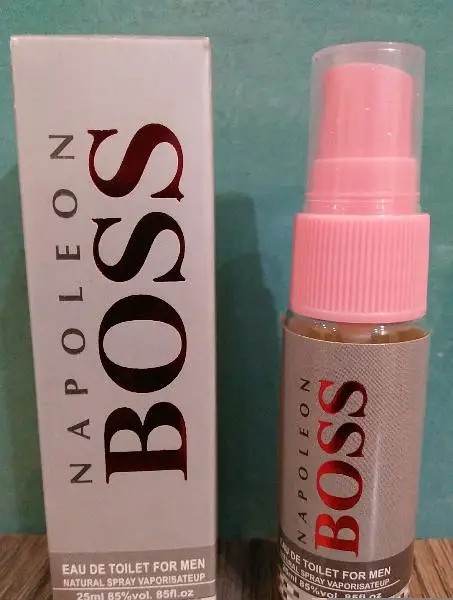 NAPOLEON
BOSS
EAU DE TOILET FOR MEN
NATURAL SPRAY VAPORISATEUP
25ml 85%vol. 85fl.oz
NAPOLEON
BOSS
EAU DE TOILET FOR MEN
NATURAL SPRAY VAPORISATEUP
25ml 85%vol. 85fl.oz